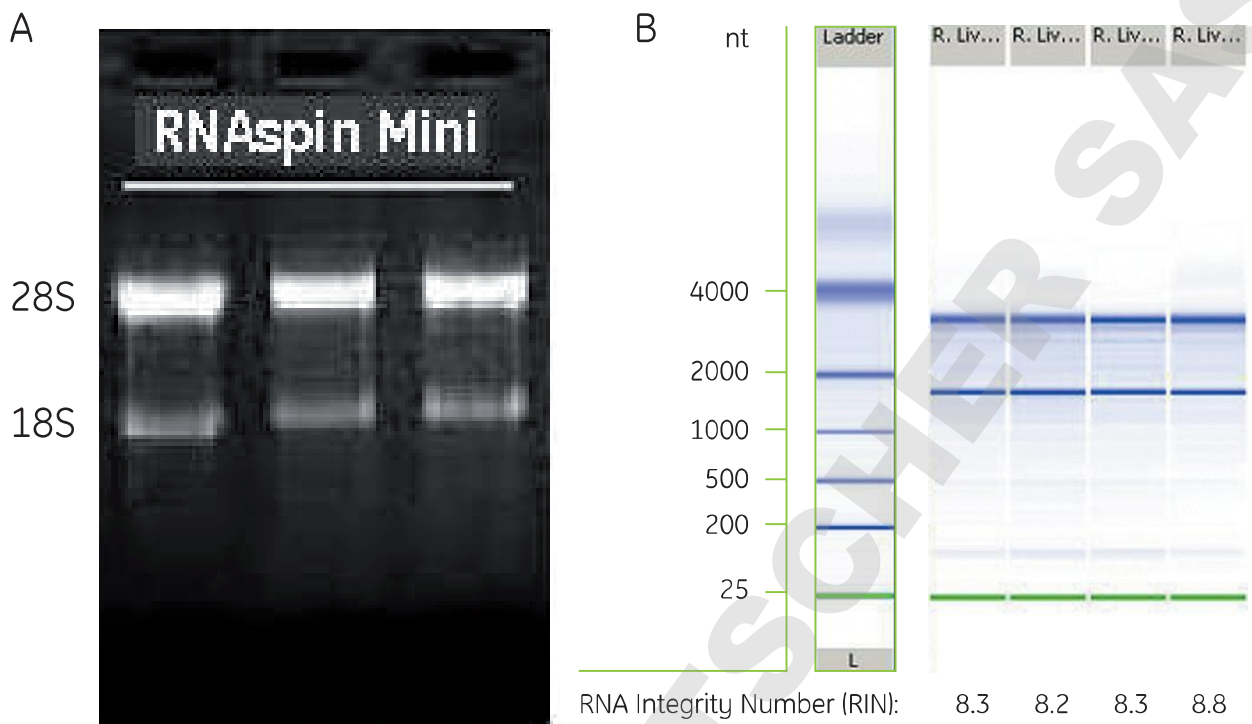 A
RNAspin Mini
28S
18S
B
nt
Ladder
R. Liv... R. Liv... R. Liv... R. Liv...
4000
2000
1000
500
200
25
L
RNA Integrity Number (RIN): 8.3 8.2 8.3 8.8